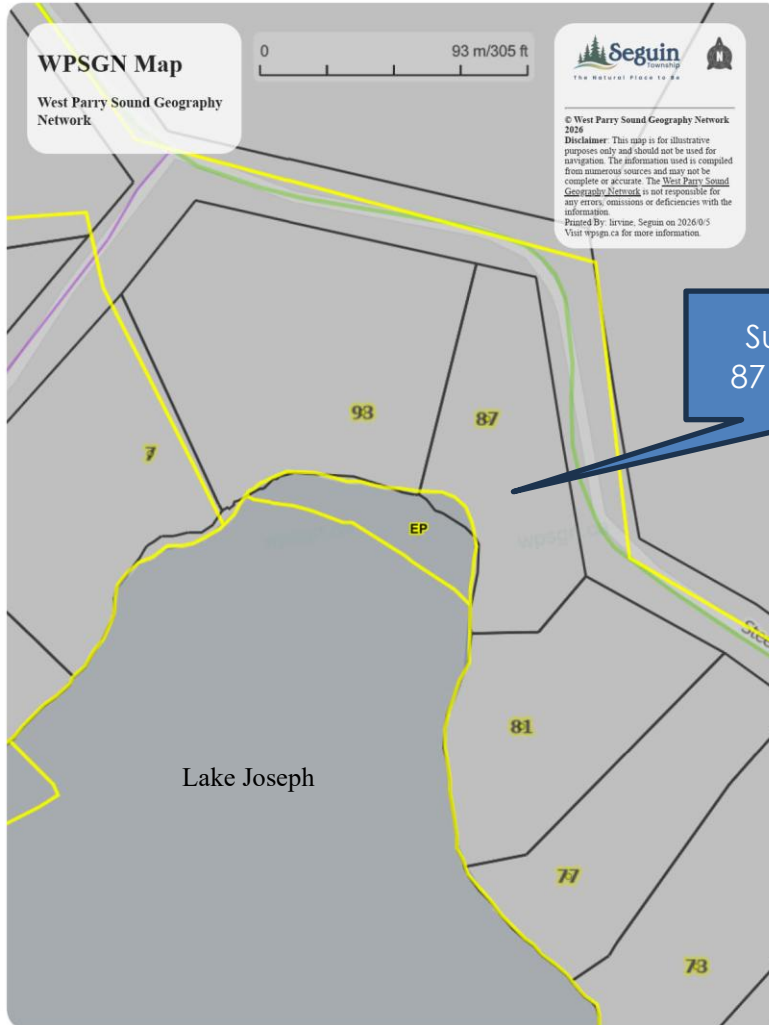 WPSGN Map
West Parry Sound Geography
Network
0 93 m/305 ft
Seguin
Township
The Natural Place to Be
N
© West Parry Sound Geography Network
2026
Disclaimer: This map is for illustrative
purposes only and should not be used for
navigation. The information used is compiled
from numerous sources and may not be
complete or accurate. The West Parry Sound
Geography Network is not responsible for
any errors, omissions or deficiencies with the
information.
Printed By: lirvine, Seguin on 2026/0/5
Visit wpsgn.ca for more information.
Su
87
93
87
7
EP
wpsgn.c
Stee
81
Lake Joseph
77
73